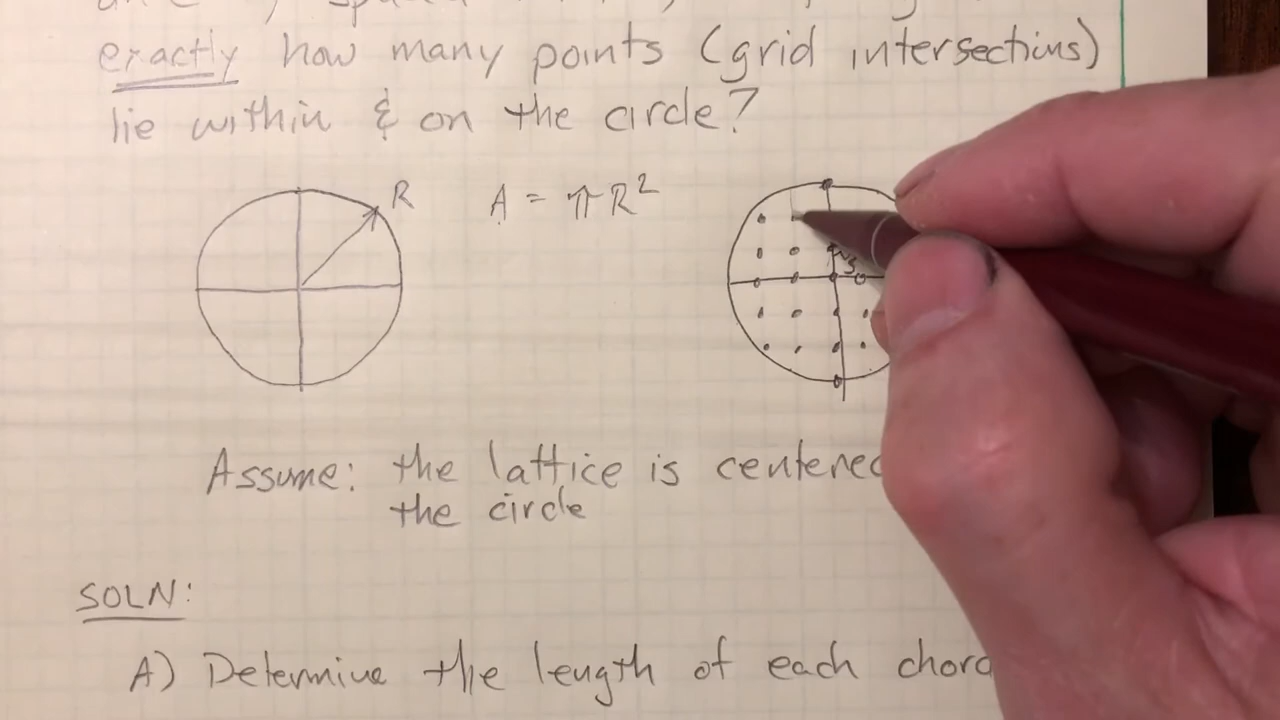 exactly how many points (grid intersections)
lie within & on the circle?
R
A = πR²
s
Assume: the lattice is centered
the circle
SOLN:
A) Determine the length of each chord